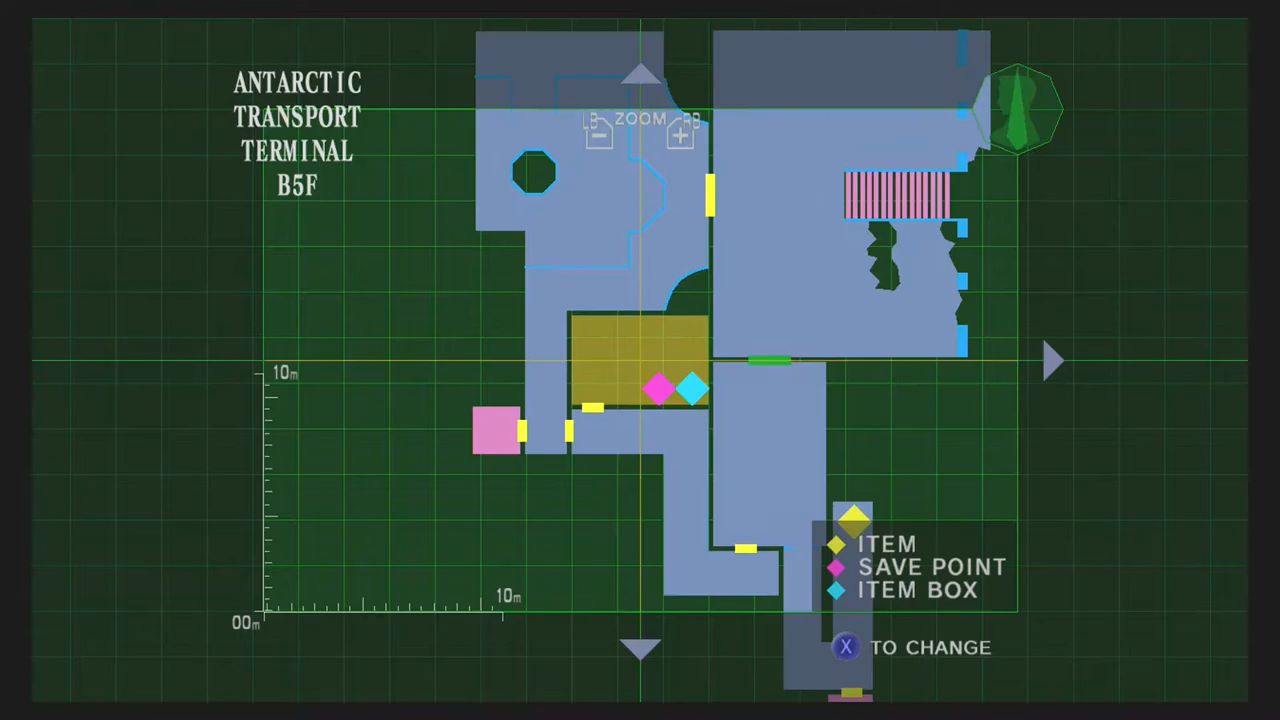 ANTARCTIC
TRANSPORT
TERMINAL
B5F
LB ZOOM RB
10m
10m
00m
ITEM
SAVE POINT
ITEM BOX
X TO CHANGE